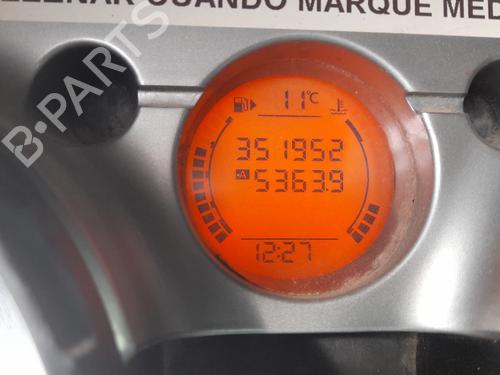 LLENAR CUANDO MARQUE MED
11°C
351952
A 5363.9
12:27
B-PARTS